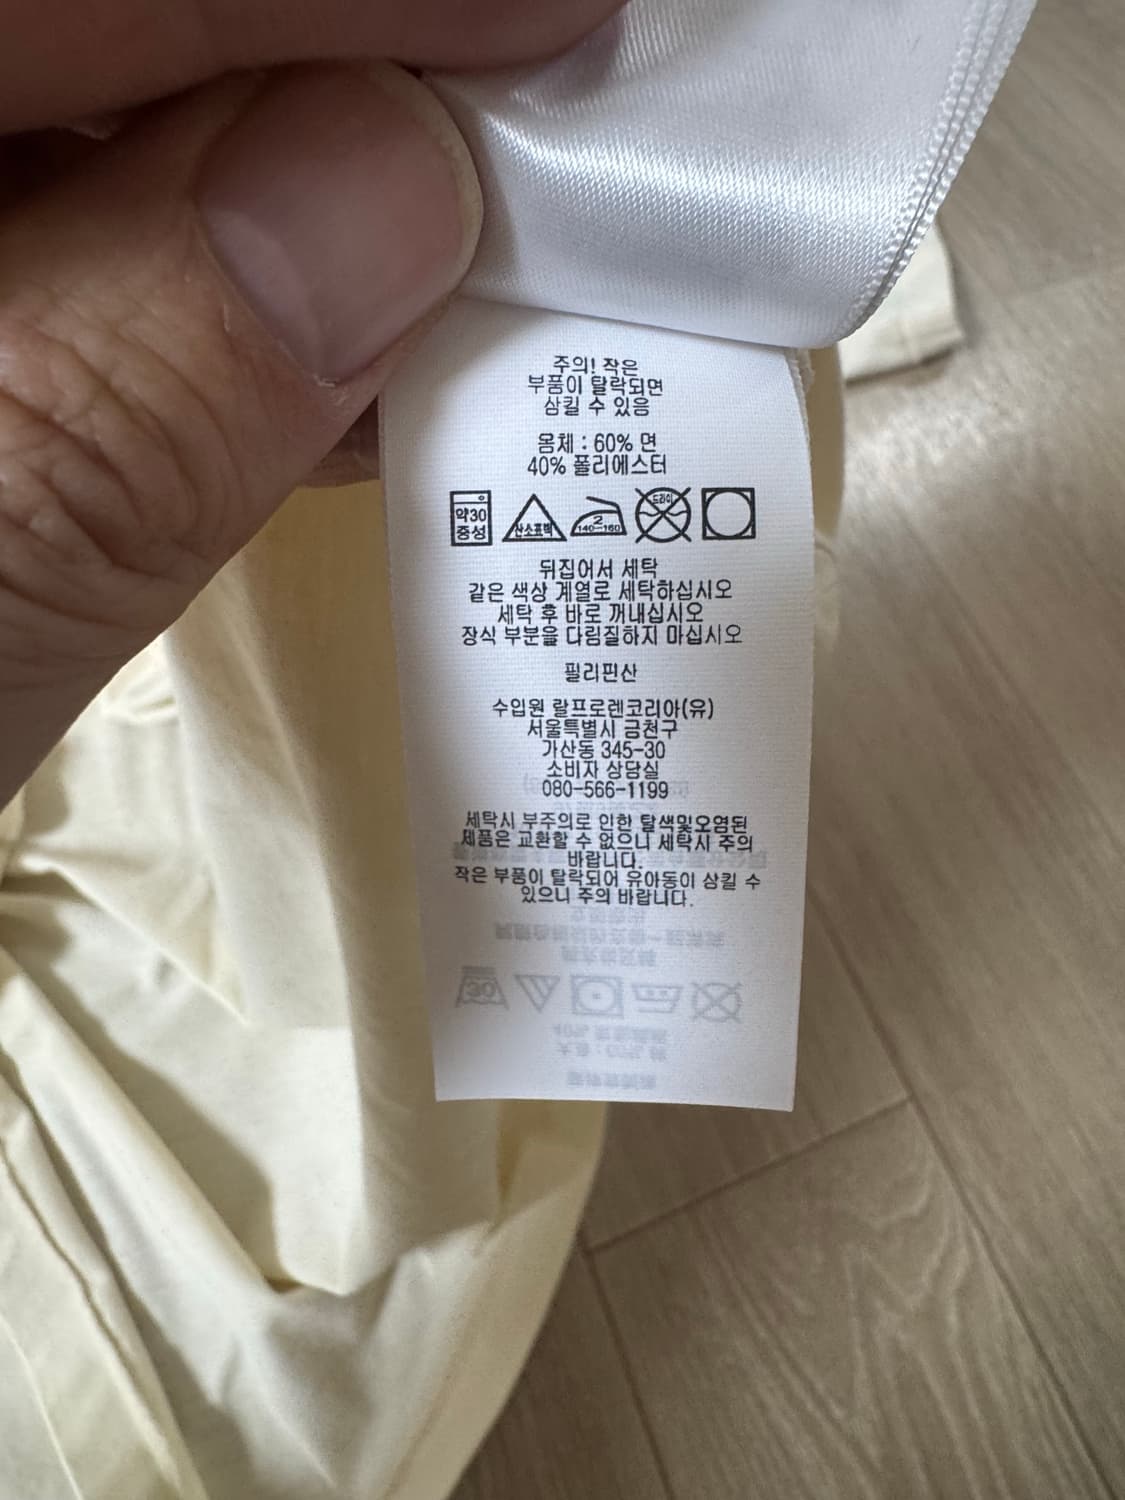 주의! 작은
부품이 탈락되면
삼킬 수 있음
몸체 : 60% 면
40% 폴리에스터
약30
중성
산소표백
2
140-160
드라이
뒤집어서 세탁
같은 색상 계열로 세탁하십시오
세탁 후 바로 꺼내십시오
장식 부분을 다림질하지 마십시오
필리핀산
수입원 랄프로렌코리아(유)
서울특별시 금천구
가산동 345-30
소비자 상담실
080-566-1199
세탁시 부주의로 인한 탈색및오염된
제품은 교환할 수 없으니 세탁시 주의
바랍니다.
작은 부품이 탈락되어 유아동이 삼킬 수
있으니 주의 바랍니다.
30